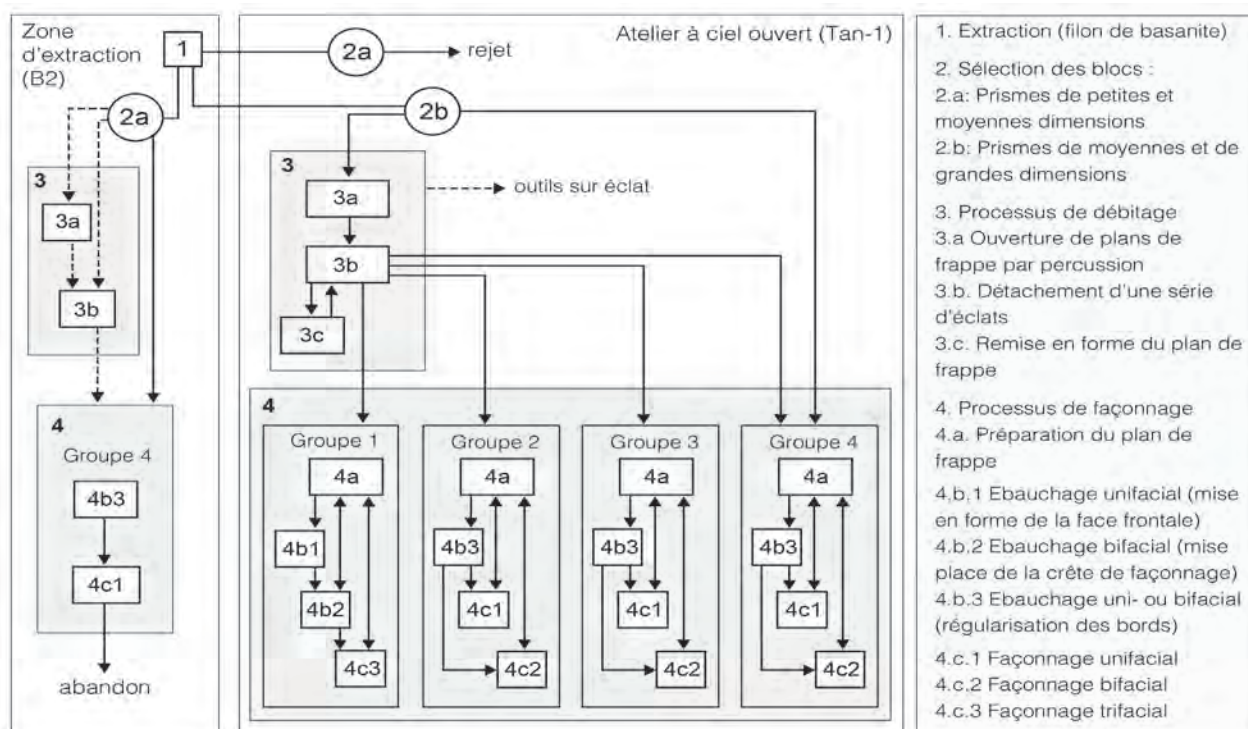 Zone
d'extraction
(B2)
1
2a
rejet
Atelier à ciel ouvert (Tan-1)
2a
2b
3
3a
3b
3
3a
3b
3c
outils sur éclat
4
Groupe 4
4b3
4c1
abandon
4
Groupe 1
4a
4b1
4b2
4c3
Groupe 2
4a
4b3
4c1
4c2
Groupe 3
4a
4b3
4c1
4c2
Groupe 4
4a
4b3
4c1
4c2
1. Extraction (filon de basanite)
2. Sélection des blocs :
2.a: Prismes de petites et
moyennes dimensions
2.b: Prismes de moyennes et de
grandes dimensions
3. Processus de débitage
3.a Ouverture de plans de
frappe par percussion
3.b. Détachement d'une série
d'éclats
3.c. Remise en forme du plan de
frappe
4. Processus de façonnage
4.a. Préparation du plan de
frappe
4.b.1 Ebauchage unifacial (mise
en forme de la face frontale)
4.b.2 Ebauchage bifacial (mise
place de la crête de façonnage)
4.b.3 Ebauchage uni- ou bifacial
(régularisation des bords)
4.c.1 Façonnage unifacial
4.c.2 Façonnage bifacial
4.c.3 Façonnage trifacial